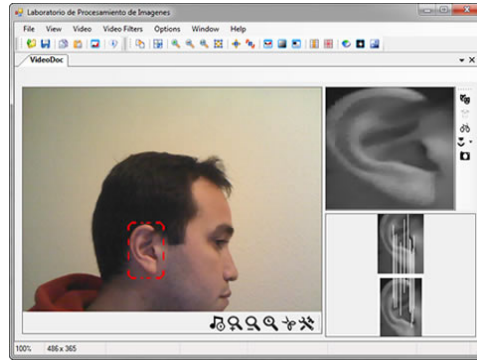 Laboratorio de Procesamiento de Imagenes
File View Video Video Filters Options Window Help
VideoDoc
100% 486 x 365